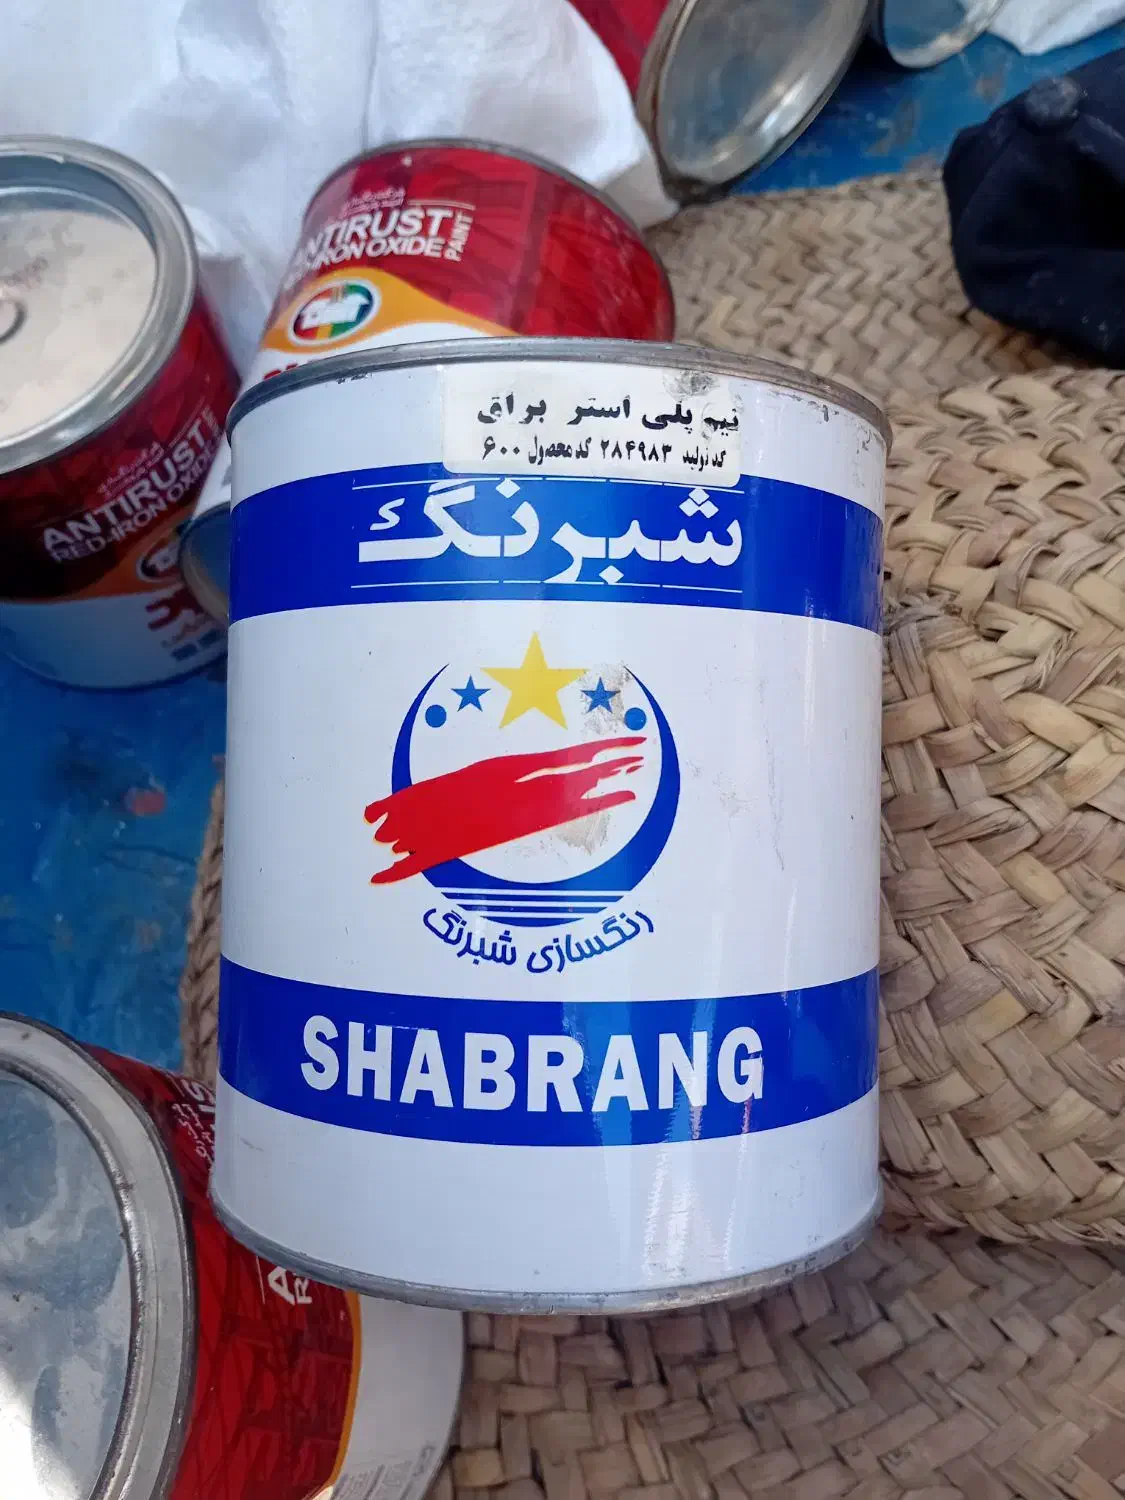 ANTIRUST
RED-IRON OXIDE
PAINT
ANTIRUST
RED-IRON OXIDE
نیم پلی استر براق
کد تولید ۲۸۴۹۸۳ کد محصول ۶۰۰
شبرنگ
رنگسازی شبرنگ
SHABRANG